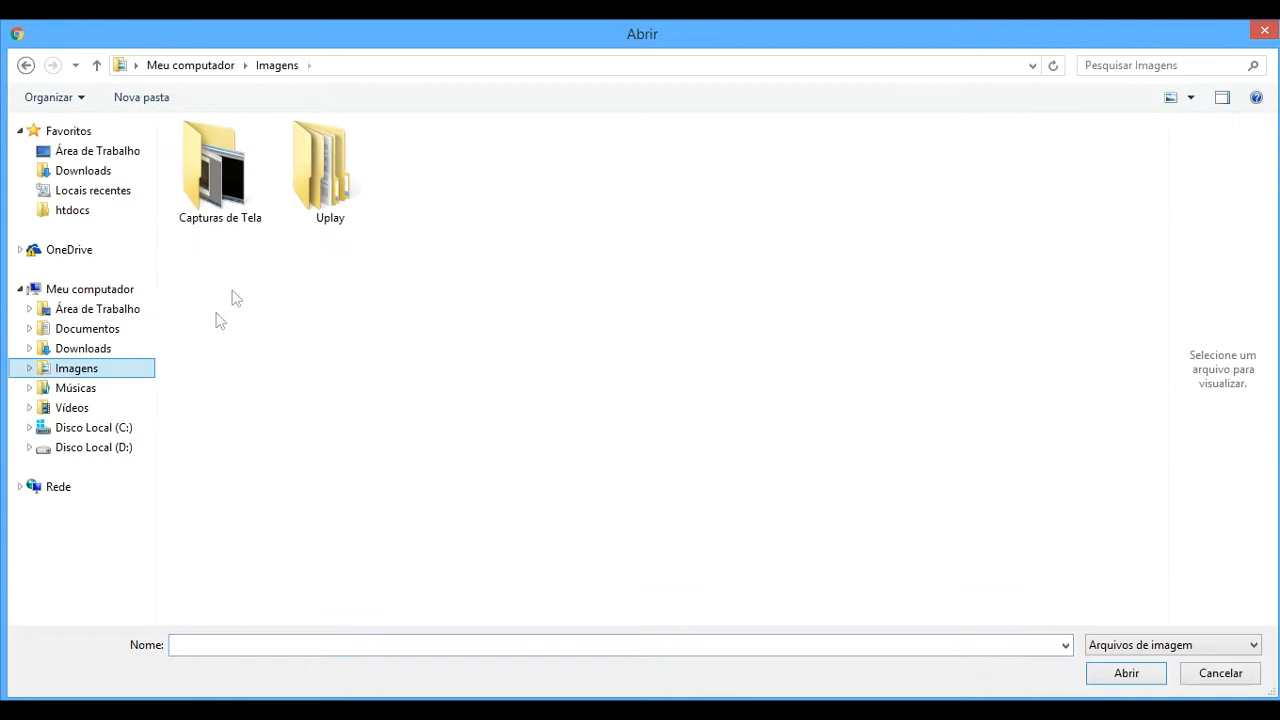 Abrir
Meu computador Imagens
Pesquisar Imagens
Organizar
Nova pasta
Favoritos
Área de Trabalho
Downloads
Locais recentes
htdocs
OneDrive
Meu computador
Área de Trabalho
Documentos
Downloads
Imagens
Músicas
Vídeos
Disco Local (C:)
Disco Local (D:)
Rede
Capturas de Tela
Uplay
Selecione um
arquivo para
visualizar.
Nome:
Arquivos de imagem
Abrir
Cancelar